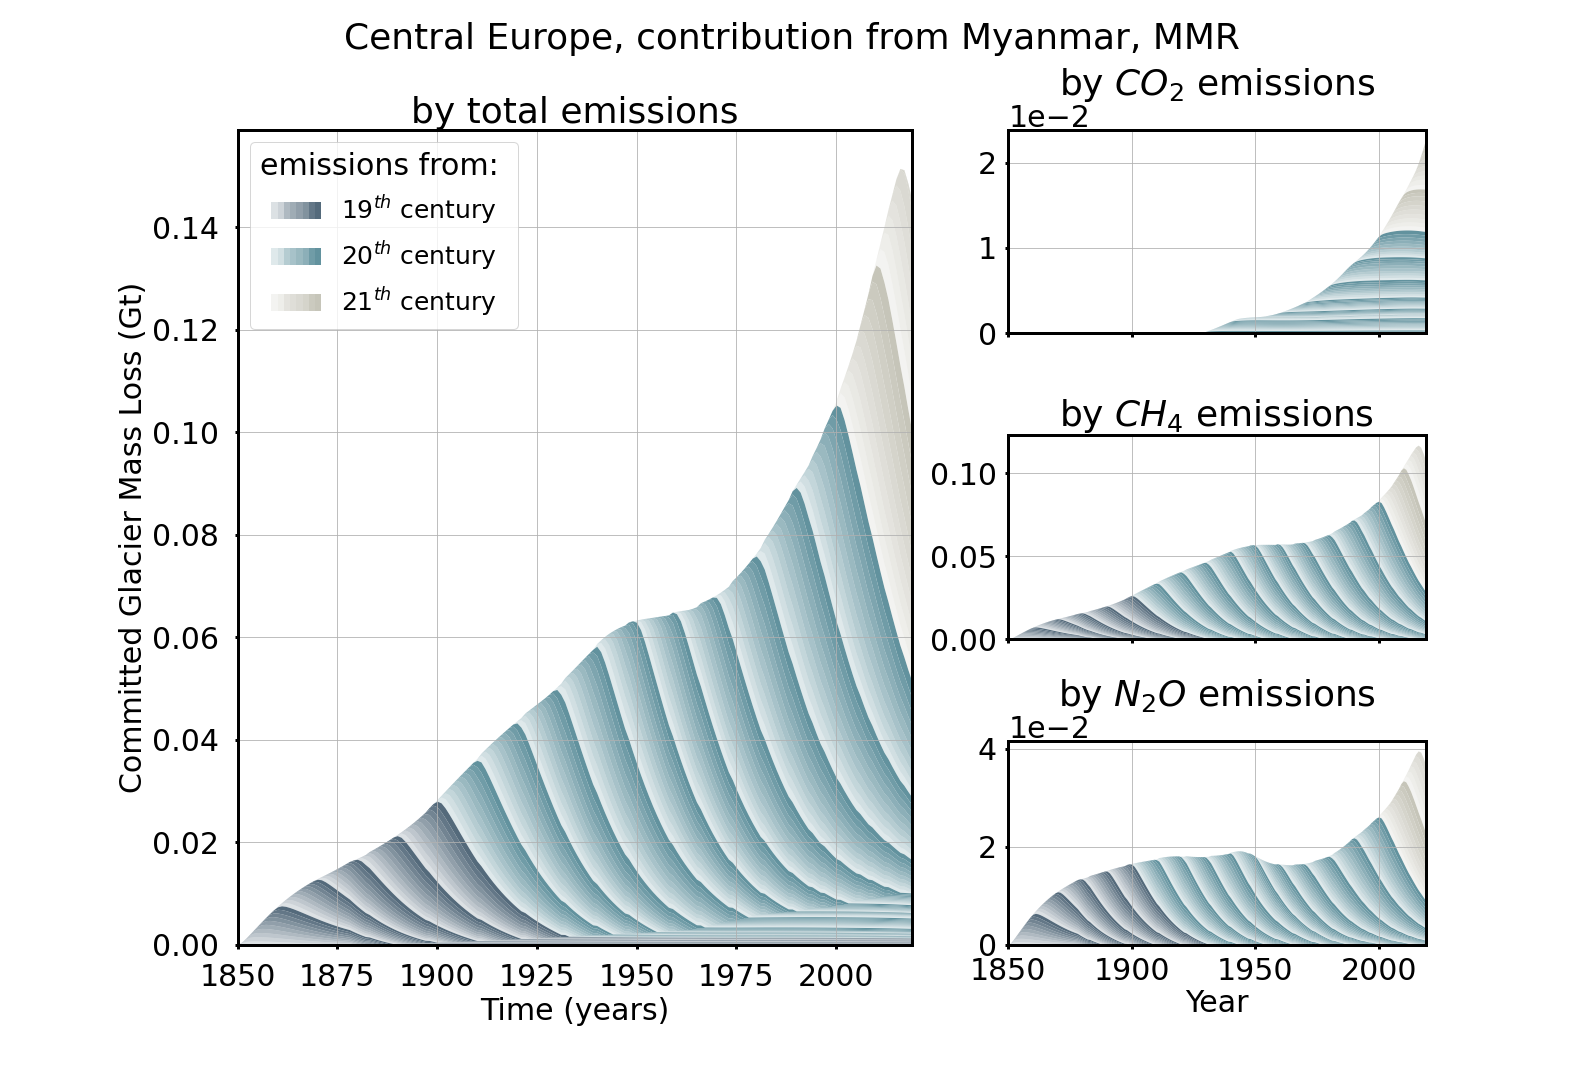 Central Europe, contribution from Myanmar, MMR
by total emissions
emissions from:
19th century
20th century
21th century
Committed Glacier Mass Loss (Gt)
0.14
0.12
0.10
0.08
0.06
0.04
0.02
0.00
1850 1875 1900 1925 1950 1975 2000
Time (years)
by CO2 emissions
1e−2
2
1
0
by CH4 emissions
0.10
0.05
0.00
by N2O emissions
1e−2
4
2
0
1850 1900 1950 2000
Year